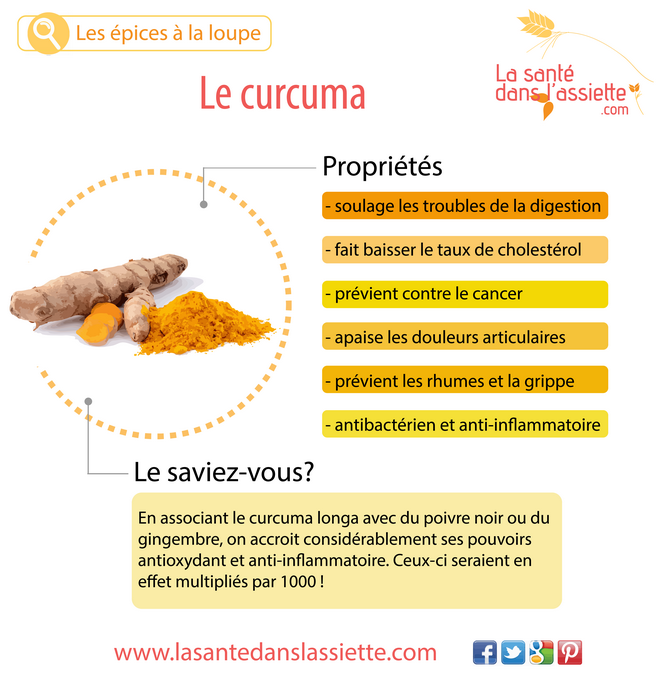 Les épices à la loupe
La santé
dans l'assiette
.com
Le curcuma
Propriétés
- soulage les troubles de la digestion
- fait baisser le taux de cholestérol
- prévient contre le cancer
- apaise les douleurs articulaires
- prévient les rhumes et la grippe
- antibactérien et anti-inflammatoire
Le saviez-vous?
En associant le curcuma longa avec du poivre noir ou du
gingembre, on accroit considérablement ses pouvoirs
antioxydant et anti-inflammatoire. Ceux-ci seraient en
effet multipliés par 1000 !
www.lasantedanslassiette.com